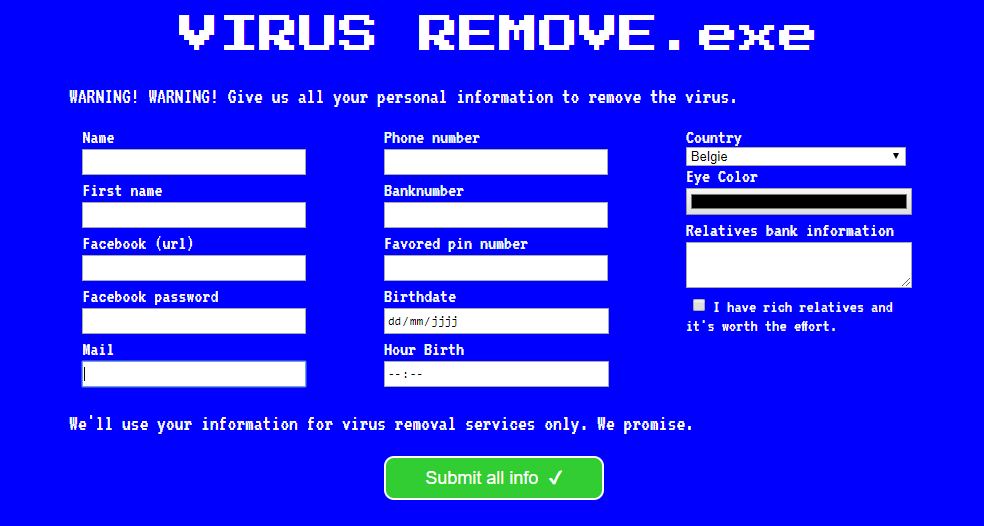 VIRUS REMOVE.exe
WARNING! WARNING! Give us all your personal information to remove the virus.
Name
First name
Facebook (url)
Facebook password
Mail
Phone number
Banknumber
Favored pin number
Birthdate
dd/mm/jjjj
Hour Birth
--:--
Country
Belgie
Eye Color
Relatives bank information
I have rich relatives and
it's worth the effort.
We'll use your information for virus removal services only. We promise.
Submit all info ✓